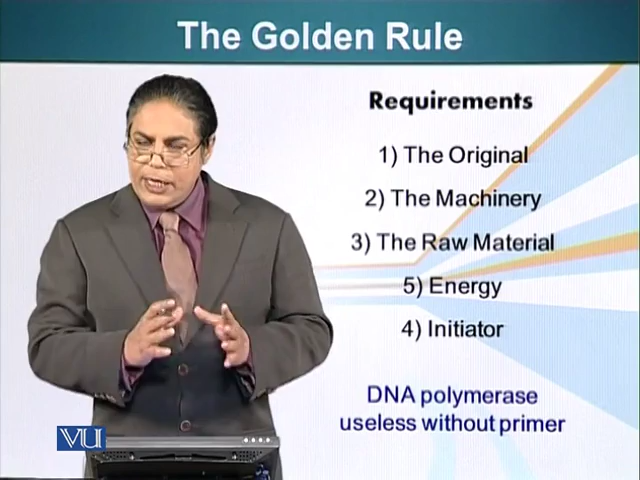 The Golden Rule
Requirements
1) The Original
2) The Machinery
3) The Raw Material
5) Energy
4) Initiator
DNA polymerase
useless without primer
VU